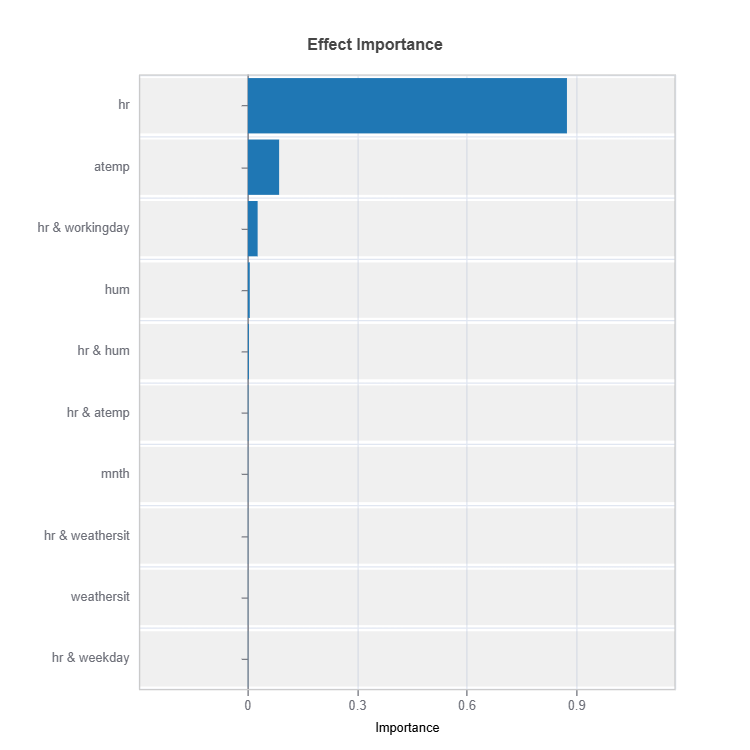 Effect Importance
hr
atemp
hr & workingday
hum
hr & hum
hr & atemp
mnth
hr & weathersit
weathersit
hr & weekday
0 0.3 0.6 0.9
Importance